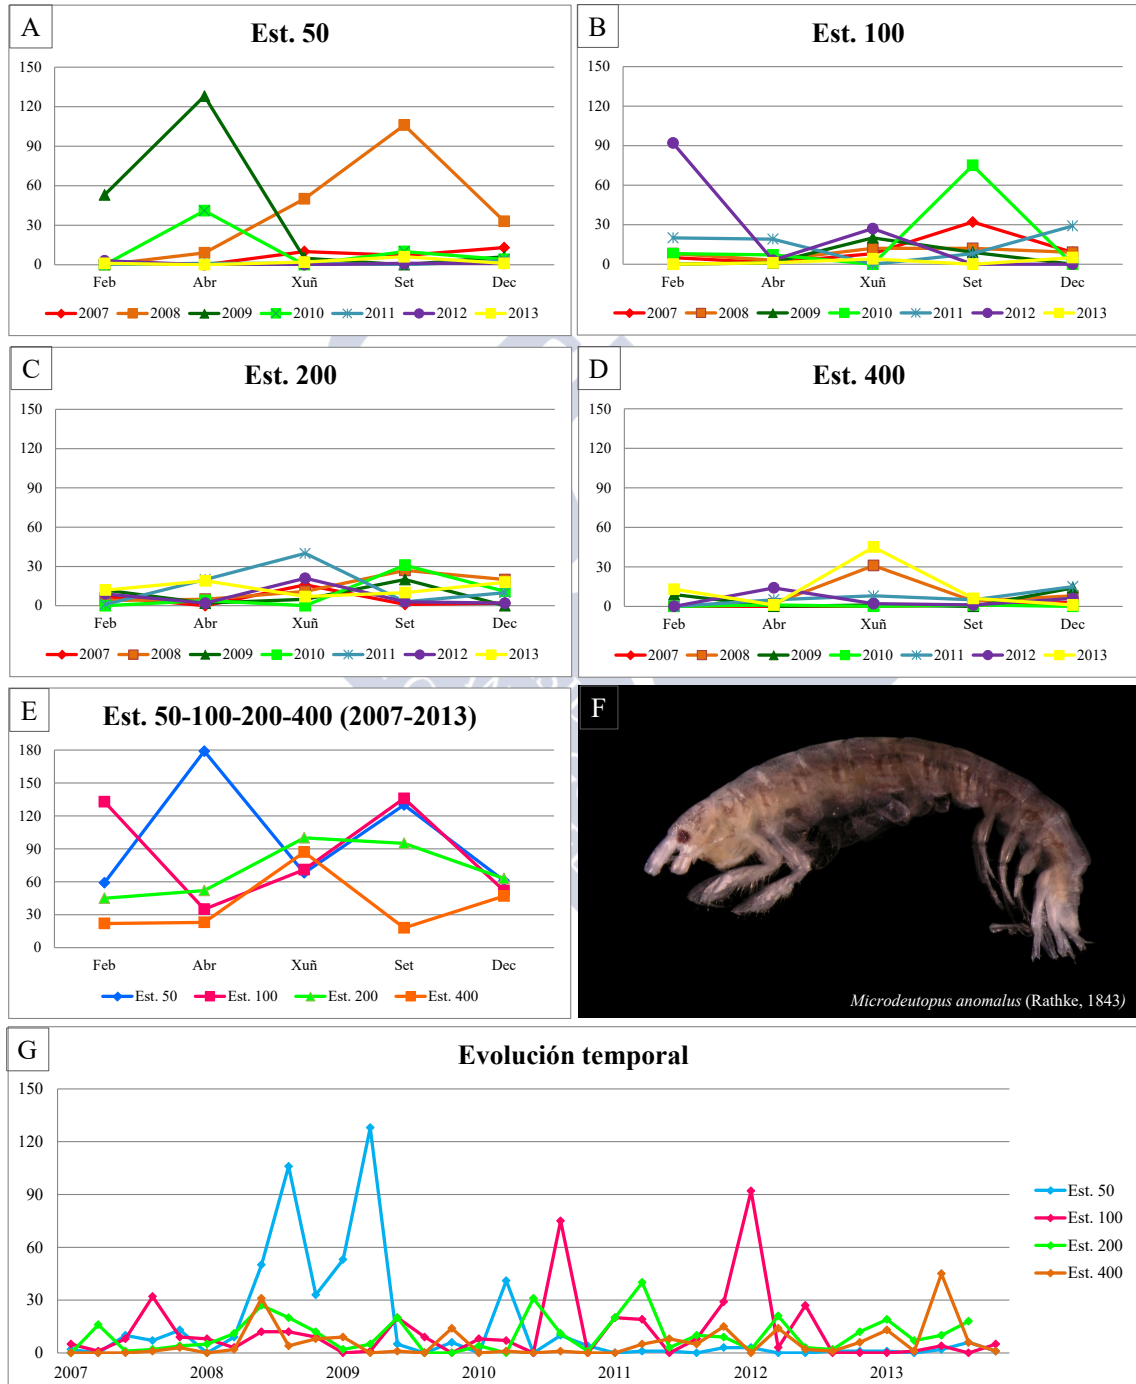 A
Est. 50
150
120
90
60
30
0
Feb Abr Xuñ Set Dec
2007 2008 2009 2010 2011 2012 2013
B
Est. 100
150
120
90
60
30
0
Feb Abr Xuñ Set Dec
2007 2008 2009 2010 2011 2012 2013
C
Est. 200
150
120
90
60
30
0
Feb Abr Xuñ Set Dec
2007 2008 2009 2010 2011 2012 2013
D
Est. 400
150
120
90
60
30
0
Feb Abr Xuñ Set Dec
2007 2008 2009 2010 2011 2012 2013
E
Est. 50-100-200-400 (2007-2013)
180
150
120
90
60
30
0
Feb Abr Xuñ Set Dec
Est. 50 Est. 100 Est. 200 Est. 400
F
Microdeutopus anomalus (Rathke, 1843)
G
Evolución temporal
150
120
90
60
30
0
2007 2008 2009 2010 2011 2012 2013
Est. 50
Est. 100
Est. 200
Est. 400